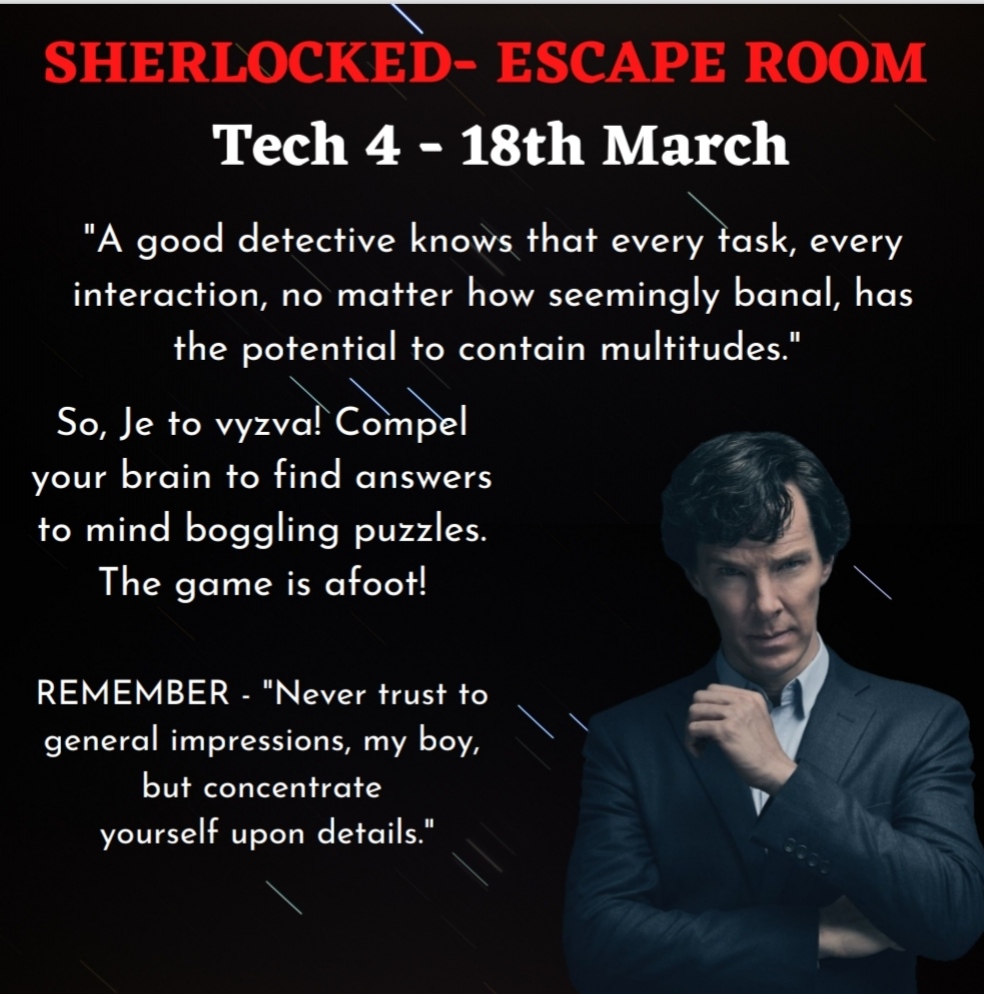 SHERLOCKED- ESCAPE ROOM
Tech 4 - 18th March
"A good detective knows that every task, every
interaction, no matter how seemingly banal, has
the potential to contain multitudes."
So, Je to vyzva! Compel
your brain to find answers
to mind boggling puzzles.
The game is afoot!
REMEMBER - "Never trust to
general impressions, my boy,
but concentrate
yourself upon details."